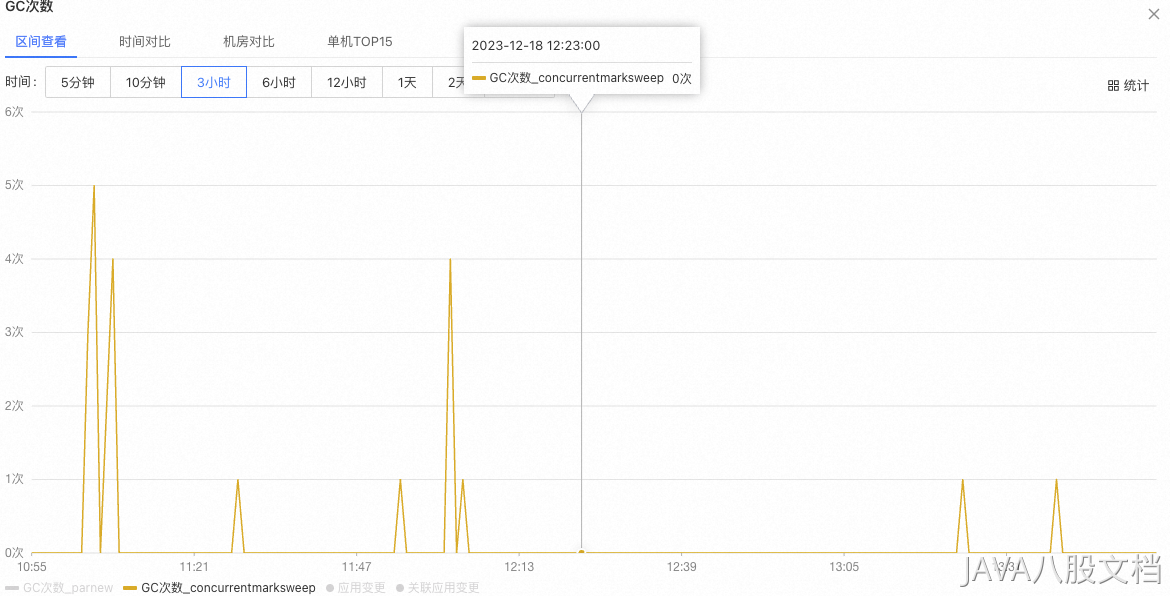 GC次数
区间查看 时间对比 机房对比 单机TOP15
2023-12-18 12:23:00
GC次数_concurrentmarksweep 0次
时间: 5分钟 10分钟 3小时 6小时 12小时 1天
统计
6次
5次
4次
3次
2次
1次
0次
10:55 11:21 11:47 12:13 12:39 13:05 13:31
JAVA八股文档
GC次数_parnew GC次数_concurrentmarksweep 应用变更 关联应用变更